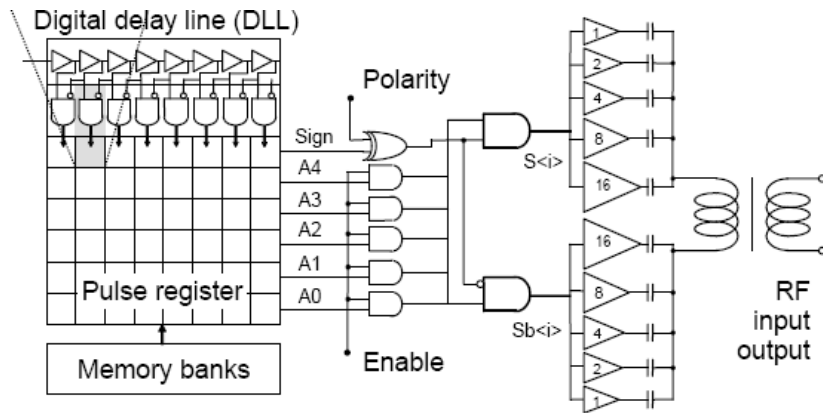 Digital delay line (DLL)
Polarity
Sign
A4
A3
A2
A1
A0
Pulse register
Memory banks
Enable
S<i>
Sb<i>
1
2
4
8
16
16
8
4
2
1
RF
input
output